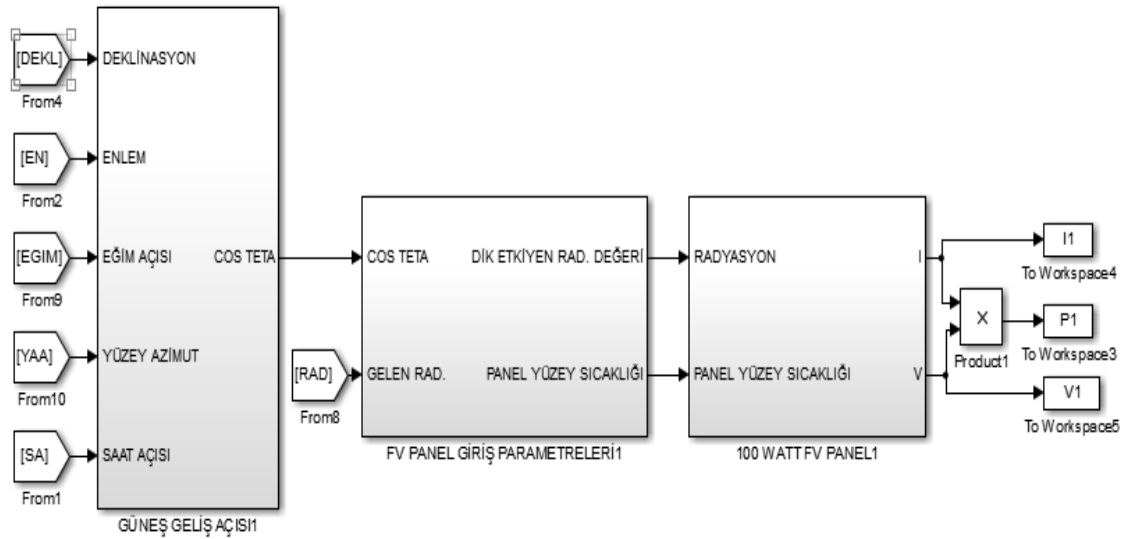 [DEKL]
From4
DEKLİNASYON
[EN]
From2
ENLEM
[EGIM]
From9
EĞİM AÇISI
COS TETA
[YAA]
From10
YÜZEY AZİMUT
[SA]
From1
SAAT AÇISI
GÜNEŞ GELİŞ AÇISI1
COS TETA
DİK ETKİYEN RAD. DEĞERİ
[RAD]
From8
GELEN RAD.
PANEL YÜZEY SICAKLIĞI
FV PANEL GİRİŞ PARAMETRELERİ1
RADYASYON
I
PANEL YÜZEY SICAKLIĞI
V
100 WATT FV PANEL1
X
Product1
I1
To Workspace4
P1
To Workspace3
V1
To Workspace5